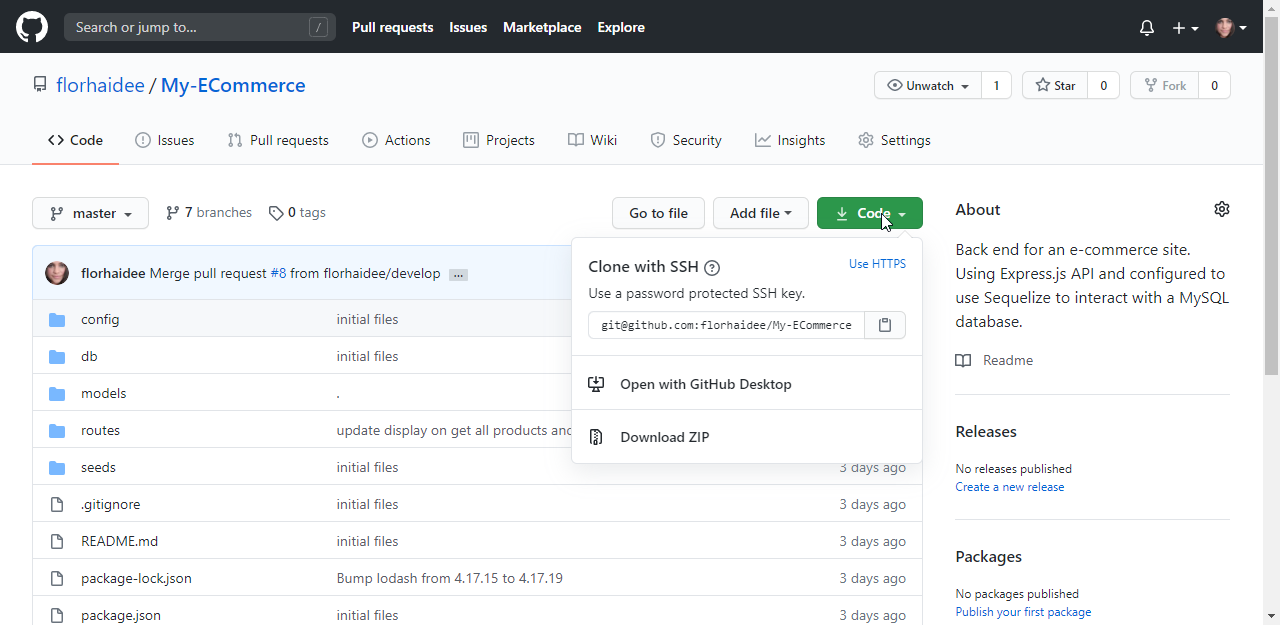 Search or jump to... / Pull requests Issues Marketplace Explore
florhaidee / My-ECommerce Unwatch 1 Star 0 Fork 0
Code Issues Pull requests Actions Projects Wiki Security Insights Settings
master 7 branches 0 tags Go to file Add file Code
florhaidee Merge pull request #8 from florhaidee/develop ...
config initial files
db initial files
models .
routes update display on get all products and
seeds initial files 3 days ago
.gitignore initial files 3 days ago
README.md initial files 3 days ago
package-lock.json Bump lodash from 4.17.15 to 4.17.19 3 days ago
package.json initial files 3 days ago
Clone with SSH ? Use HTTPS
Use a password protected SSH key.
git@github.com:florhaidee/My-ECommerce
Open with GitHub Desktop
Download ZIP
About
Back end for an e-commerce site.
Using Express.js API and configured to
use Sequelize to interact with a MySQL
database.
Readme
Releases
No releases published
Create a new release
Packages
No packages published
Publish your first package